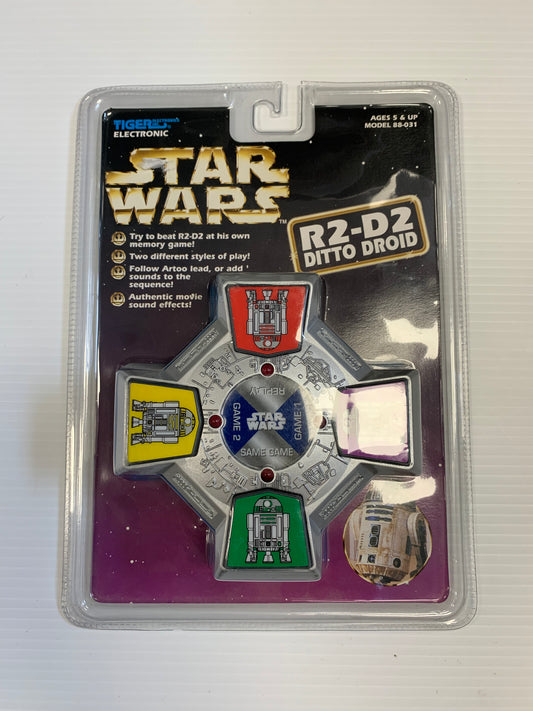 TIGER ELECTRONICS
ELECTRONIC
AGES 5 & UP
MODEL 88-031
STAR
WARS
TM
R2-D2
DITTO DROID
Try to beat R2-D2 at his own
memory game!
Two different styles of play!
Follow Artoo lead, or add
sounds to the
sequence!
Authentic movie
sound effects!
REPLAY
GAME 2
STAR
WARS
GAME 1
SAME GAME